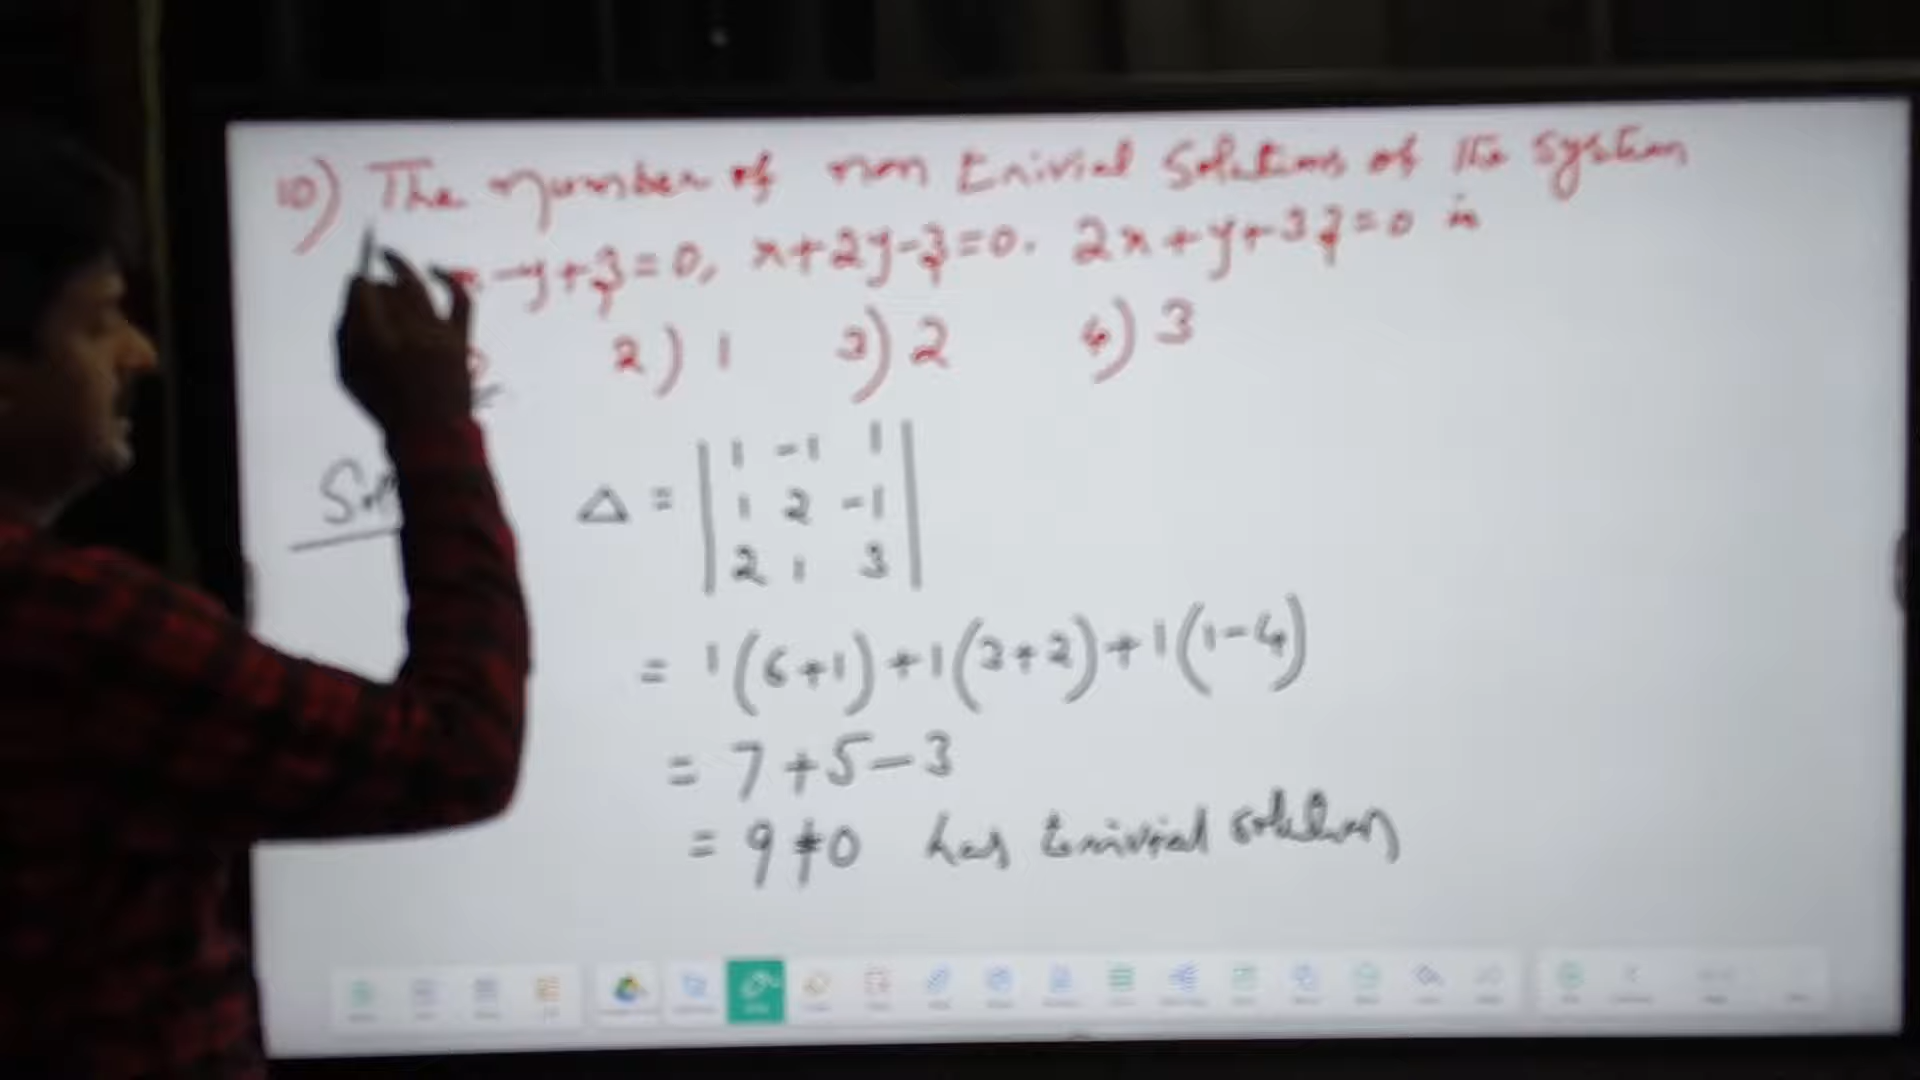 10) The number of non trivial solutions of the system
x-y+z=0, x+2y-z=0. 2x+y+3z=0 is
2) 1 3) 2 4) 3
Sol
Δ = | 1 -1 1 |
| 1 2 -1 |
| 2 1 3 |
= 1(6+1)+1(3+2)+1(1-4)
= 7+5-3
= 9≠0 has trivial solution